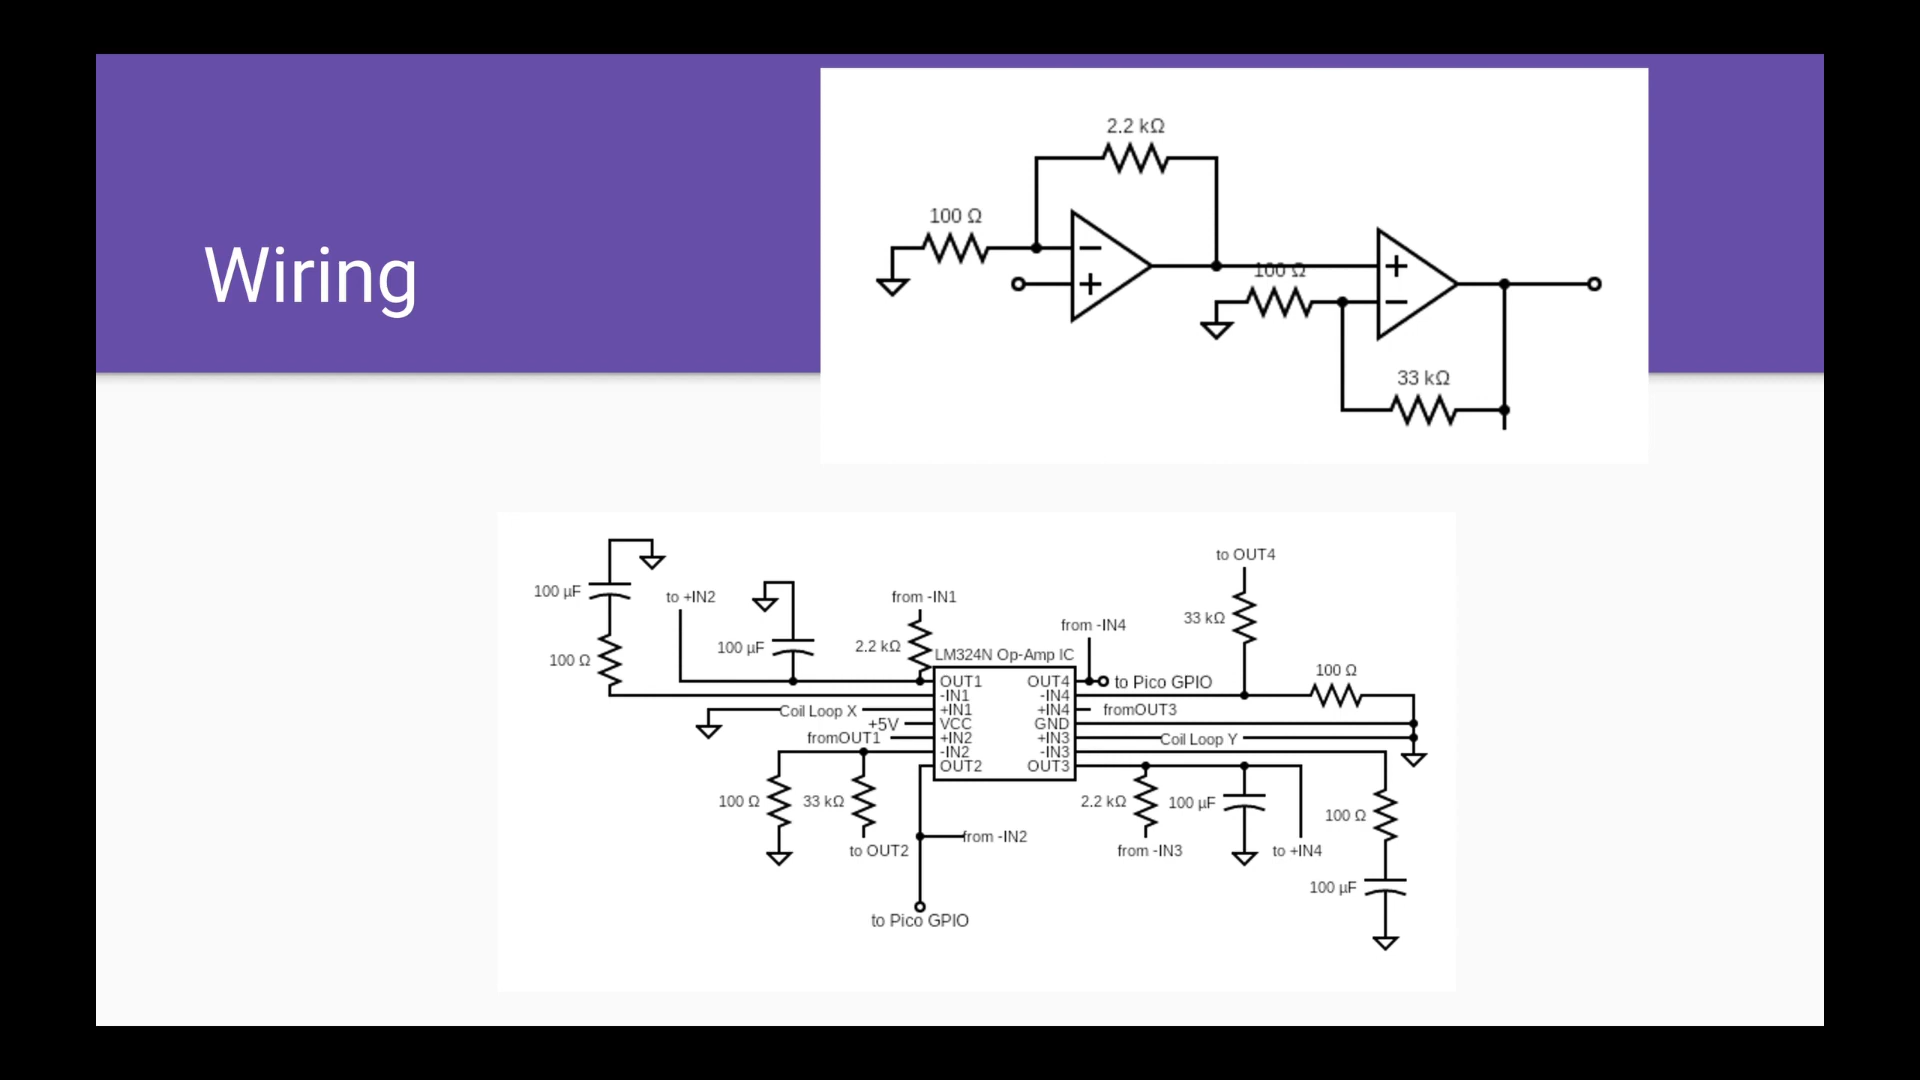 Wiring
2.2 kΩ
100 Ω
100 Ω
33 kΩ
to OUT4
100 µF
to +IN2
from -IN1
33 kΩ
from -IN4
100 µF
2.2 kΩ
LM324N Op-Amp IC
100 Ω
100 Ω
OUT1
OUT4
to Pico GPIO
-IN1
-IN4
Coil Loop X
+IN1
+IN4
fromOUT3
+5V
VCC
GND
fromOUT1
+IN2
+IN3
Coil Loop Y
-IN2
-IN3
OUT2
OUT3
100 Ω
33 kΩ
2.2 kΩ
100 µF
100 Ω
from -IN2
to OUT2
from -IN3
to +IN4
100 µF
to Pico GPIO